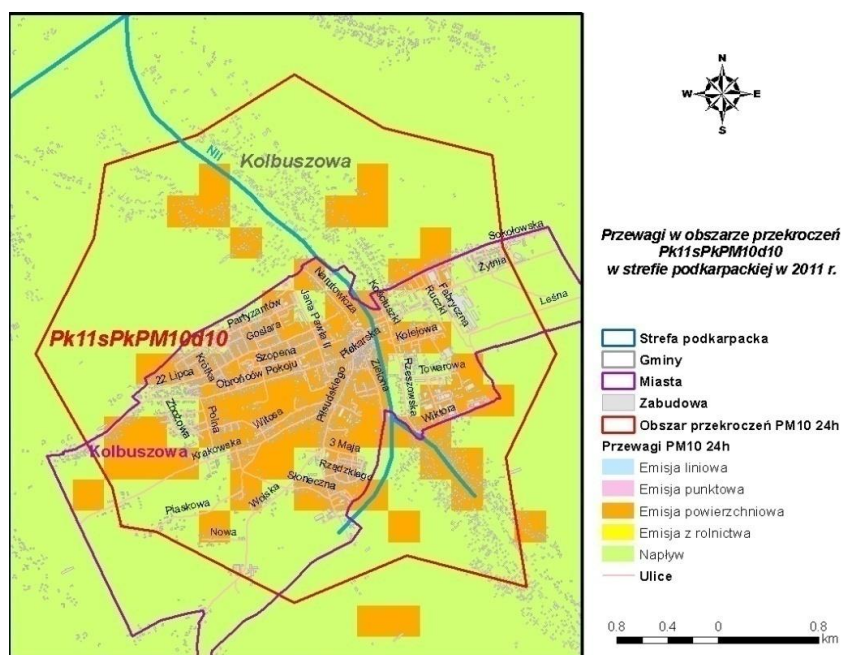 N
W E
S
Przewagi w obszarze przekroczeń
Pk11sPkPM10d10
w strefie podkarpackiej w 2011 r.
Strefa podkarpacka
Gminy
Miasta
Zabudowa
Obszar przekroczeń PM10 24h
Przewagi PM10 24h
Emisja liniowa
Emisja punktowa
Emisja powierzchniowa
Emisja z rolnictwa
Napływ
Ulice
0.8 0.4 0 0.8
km
Nil
Kolbuszowa
Sokołowska
Żytnia
Leśna
Narutowicza
Kościuszki
Fabryczna
Ruczki
Jana Pawła II
Partyzantów
Goslara
Pk11sPkPM10d10
Piekarska
Kolejowa
Szopena
Krótka
22 Lipca
Obrońców Pokoju
Zielona
Rzeszowska
Towarowa
Piłsudskiego
Zbożowa
Polna
Witosa
Wiktora
Kolbuszowa
Krakowska
3 Maja
Rządzkiego
Słoneczna
Wolska
Piaskowa
Nowa